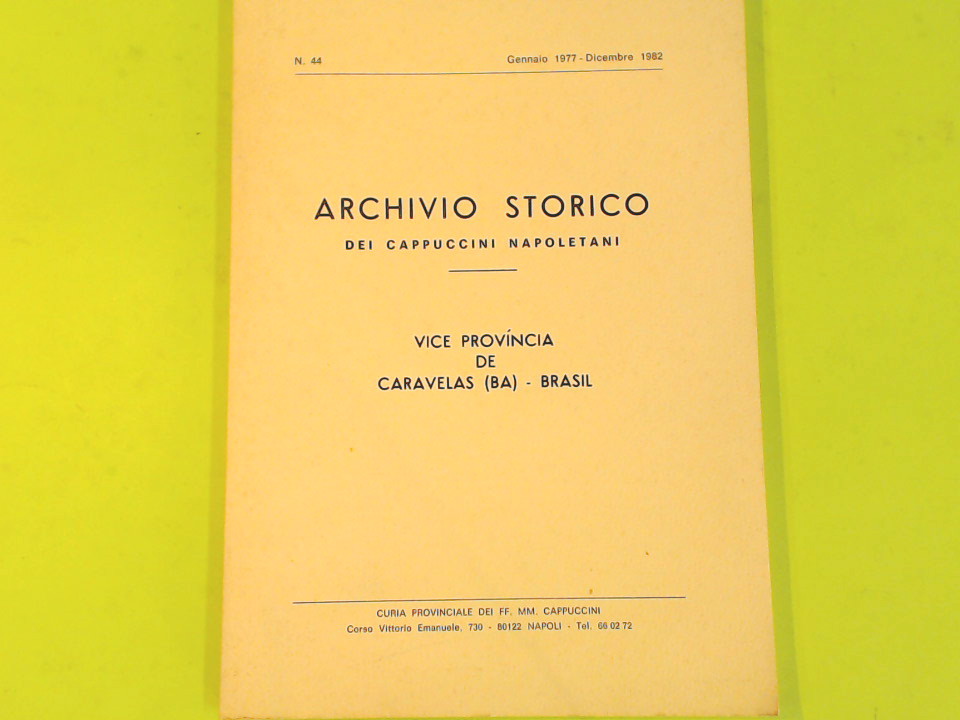 N. 44 Gennaio 1977 - Dicembre 1982
ARCHIVIO STORICO
DEI CAPPUCCINI NAPOLETANI
VICE PROVÍNCIA
DE
CARAVELAS (BA) - BRASIL
CURIA PROVINCIALE DEI FF. MM. CAPPUCCINI
Corso Vittorio Emanuele, 730 - 80122 NAPOLI - Tel. 66 02 72